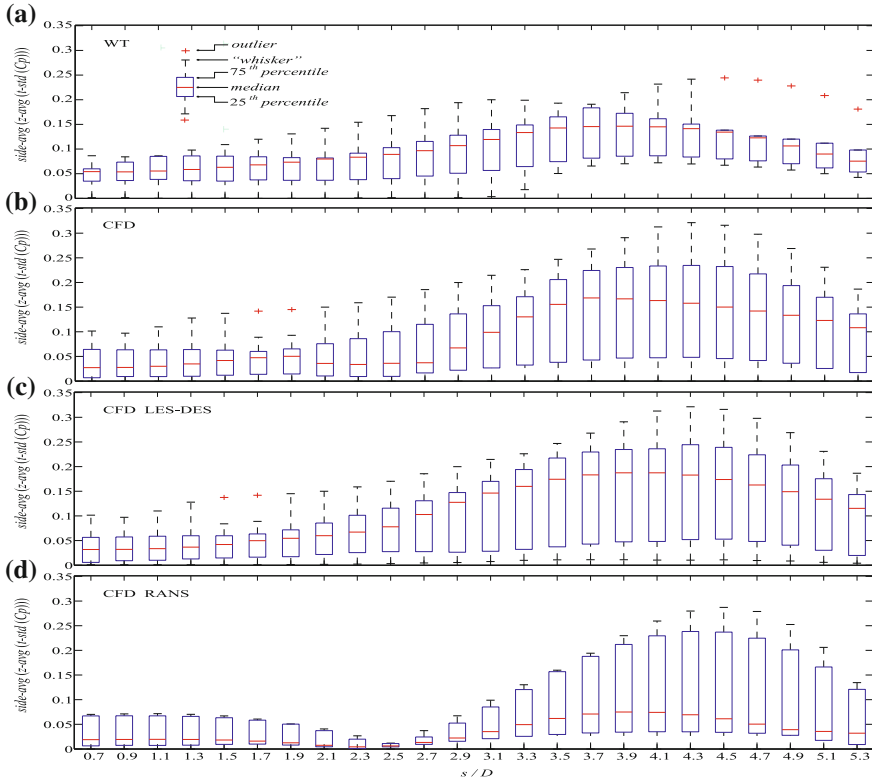 (a)
WT
outlier
"whisker"
75th percentile
median
25th percentile
0.35
0.3
0.25
0.2
0.15
0.1
0.05
0
side-avg (z-avg (t-std (Cp)))
(b)
CFD
0.35
0.3
0.25
0.2
0.15
0.1
0.05
0
side-avg (z-avg (t-std (Cp)))
(c)
CFD LES-DES
0.35
0.3
0.25
0.2
0.15
0.1
0.05
0
side-avg (z-avg (t-std (Cp)))
(d)
CFD RANS
0.35
0.3
0.25
0.2
0.15
0.1
0.05
0
side-avg (z-avg (t-std (Cp)))
0.7 0.9 1.1 1.3 1.5 1.7 1.9 2.1 2.3 2.5 2.7 2.9 3.1 3.3 3.5 3.7 3.9 4.1 4.3 4.5 4.7 4.9 5.1 5.3
s / D